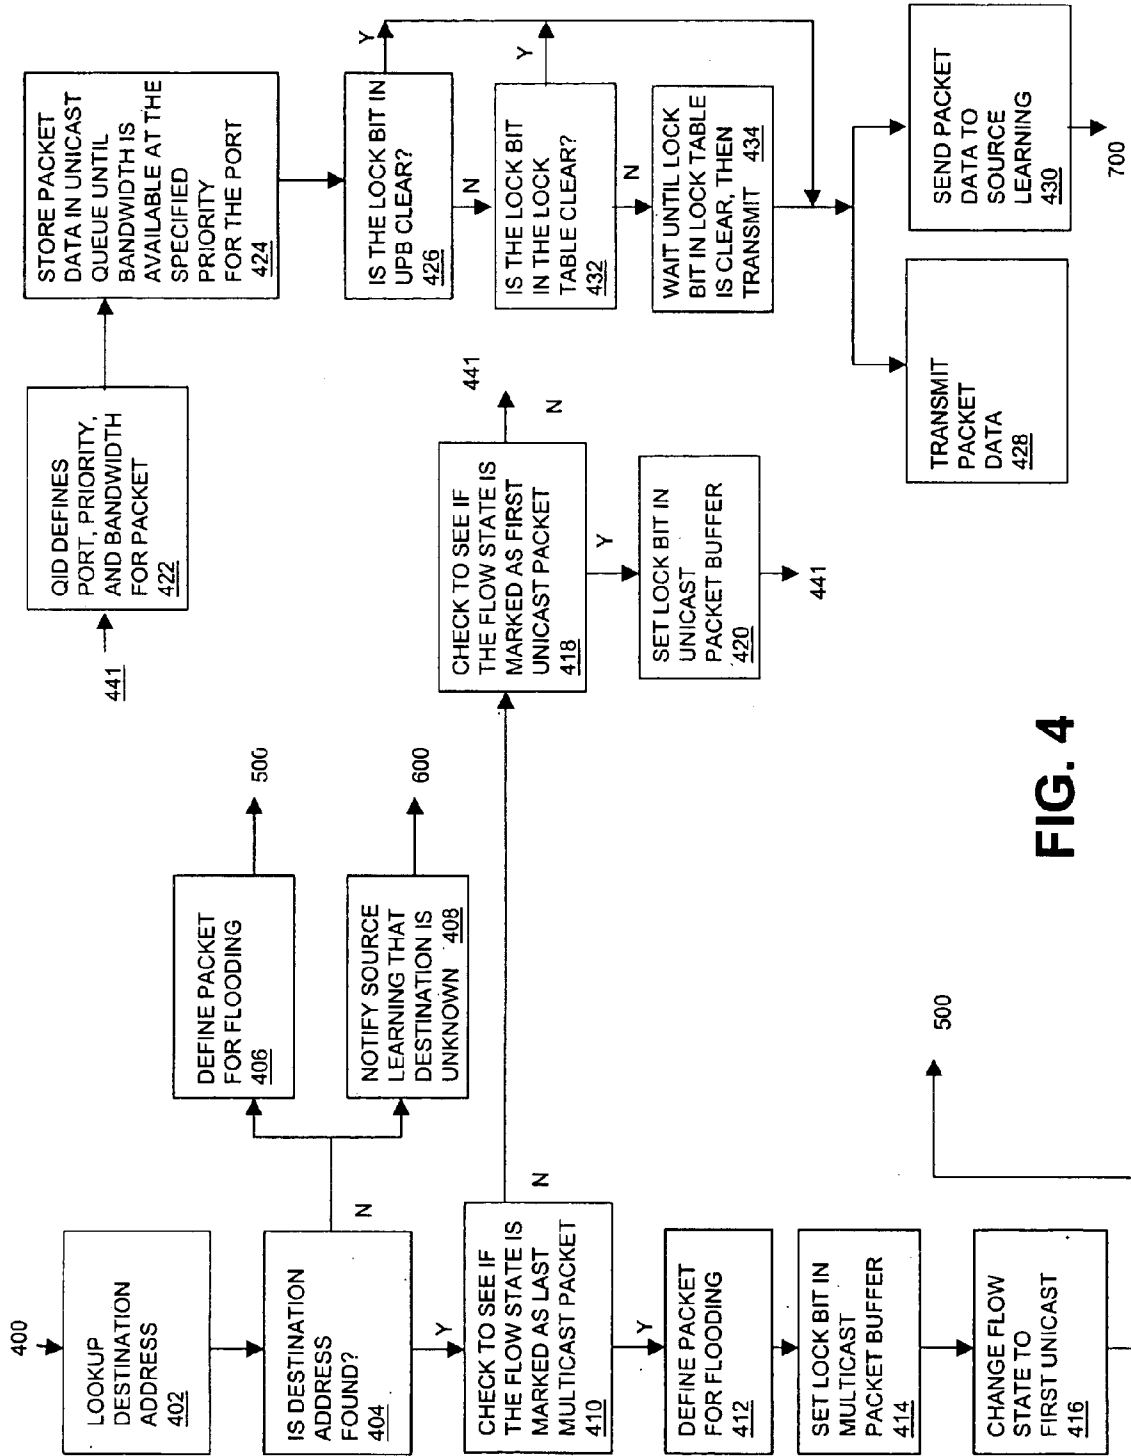 400
LOOKUP
DESTINATION
ADDRESS
402
IS DESTINATION
ADDRESS
FOUND?
404
N
Y
DEFINE PACKET
FOR FLOODING
406
500
NOTIFY SOURCE
LEARNING THAT
DESTINATION IS
UNKNOWN 408
600
CHECK TO SEE IF
THE FLOW STATE IS
MARKED AS LAST
MULTICAST PACKET
410
N
Y
DEFINE PACKET
FOR FLOODING
412
SET LOCK BIT IN
MULTICAST
PACKET BUFFER
414
CHANGE FLOW
STATE TO
FIRST UNICAST
416
500
CHECK TO SEE IF
THE FLOW STATE IS
MARKED AS FIRST
UNICAST PACKET
418
441
N
Y
SET LOCK BIT IN
UNICAST
PACKET BUFFER
420
441
441
QID DEFINES
PORT, PRIORITY,
AND BANDWIDTH
FOR PACKET
422
STORE PACKET
DATA IN UNICAST
QUEUE UNTIL
BANDWIDTH IS
AVAILABLE AT THE
SPECIFIED
PRIORITY
FOR THE PORT
424
IS THE LOCK BIT IN
UPB CLEAR?
426
Y
N
IS THE LOCK BIT
IN THE LOCK
TABLE CLEAR?
432
Y
N
WAIT UNTIL LOCK
BIT IN LOCK TABLE
IS CLEAR, THEN
TRANSMIT 434
TRANSMIT
PACKET
DATA
428
SEND PACKET
DATA TO
SOURCE
LEARNING
430
700
FIG. 4